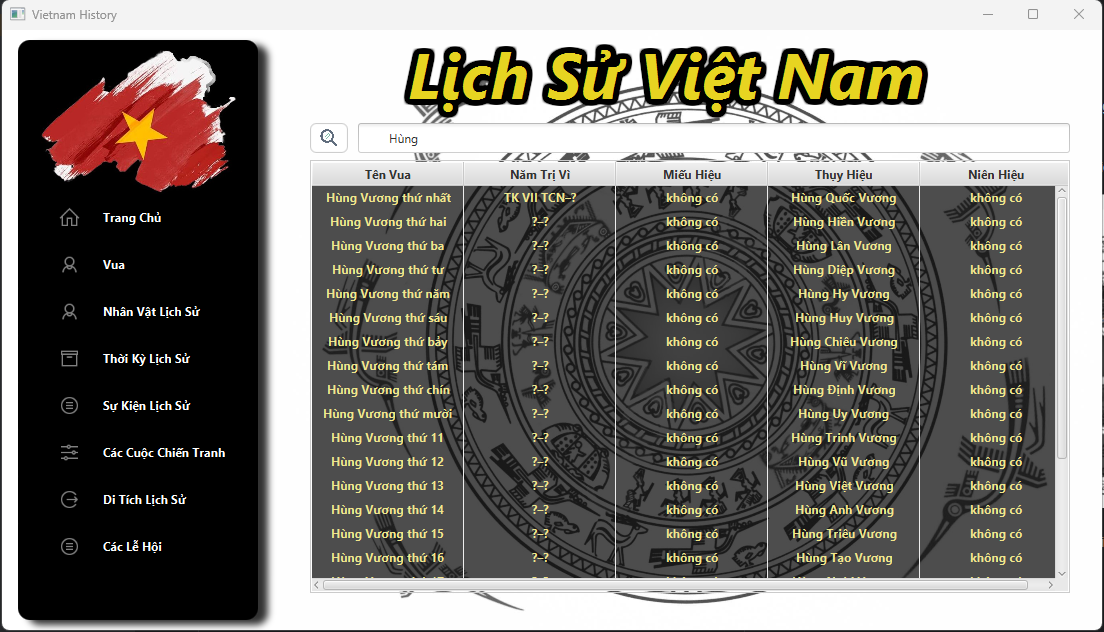 Vietnam History
Lịch Sử Việt Nam
Trang Chủ
Vua
Nhân Vật Lịch Sử
Thời Kỳ Lịch Sử
Sự Kiện Lịch Sử
Các Cuộc Chiến Tranh
Di Tích Lịch Sử
Các Lễ Hội
Hùng
Tên Vua Năm Trị Vì Miếu Hiệu Thụy Hiệu Niên Hiệu
Hùng Vương thứ nhất TK VII TCN–? không có Hùng Quốc Vương không có
Hùng Vương thứ hai ?–? không có Hùng Hiền Vương không có
Hùng Vương thứ ba ?–? không có Hùng Lân Vương không có
Hùng Vương thứ tư ?–? không có Hùng Diệp Vương không có
Hùng Vương thứ năm ?–? không có Hùng Hy Vương không có
Hùng Vương thứ sáu ?–? không có Hùng Huy Vương không có
Hùng Vương thứ bảy ?–? không có Hùng Chiêu Vương không có
Hùng Vương thứ tám ?–? không có Hùng Vĩ Vương không có
Hùng Vương thứ chín ?–? không có Hùng Định Vương không có
Hùng Vương thứ mười ?–? không có Hùng Uy Vương không có
Hùng Vương thứ 11 ?–? không có Hùng Trinh Vương không có
Hùng Vương thứ 12 ?–? không có Hùng Vũ Vương không có
Hùng Vương thứ 13 ?–? không có Hùng Việt Vương không có
Hùng Vương thứ 14 ?–? không có Hùng Anh Vương không có
Hùng Vương thứ 15 ?–? không có Hùng Triêu Vương không có
Hùng Vương thứ 16 ?–? không có Hùng Tạo Vương không có